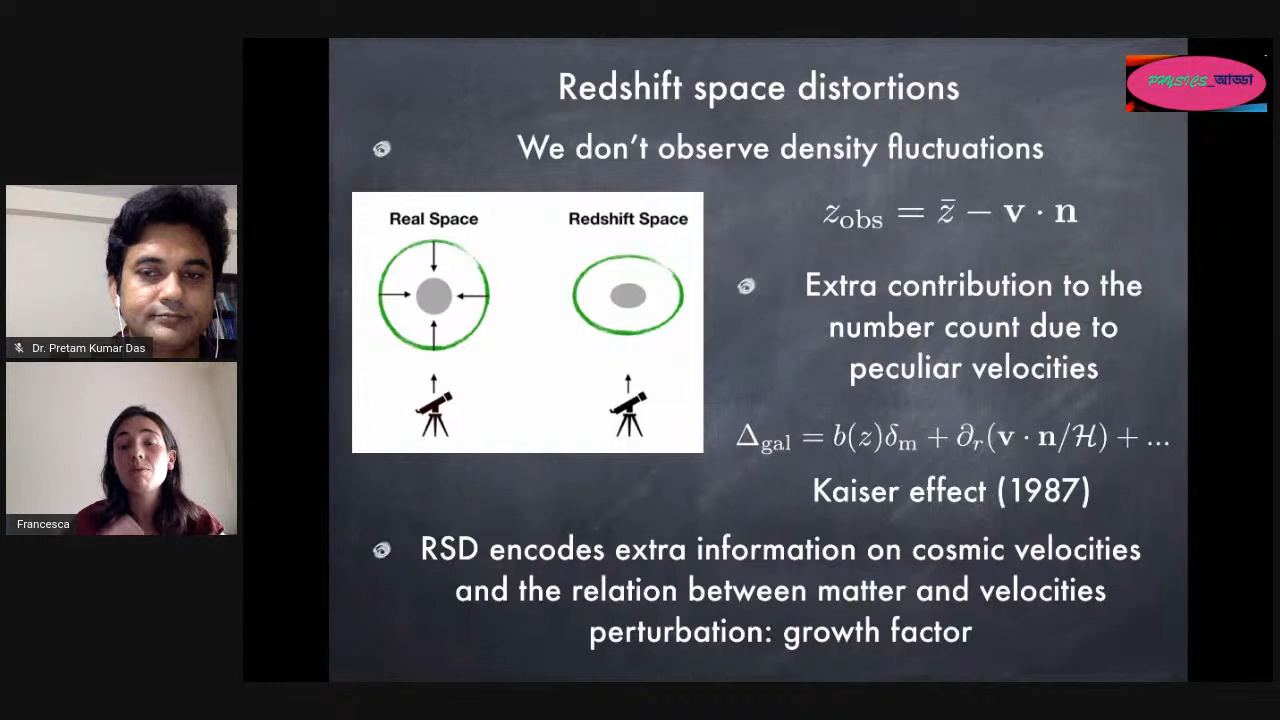 Redshift space distortions
PHYSICS_আড্ডা
We don't observe density fluctuations
Real Space
Redshift Space
z_obs = z̄ − v · n
Extra contribution to the
number count due to
peculiar velocities
Δ_gal = b(z)δ_m + ∂_r(v · n/ℋ) + ...
Kaiser effect (1987)
RSD encodes extra information on cosmic velocities
and the relation between matter and velocities
perturbation: growth factor
Dr. Pretam Kumar Das
Francesca